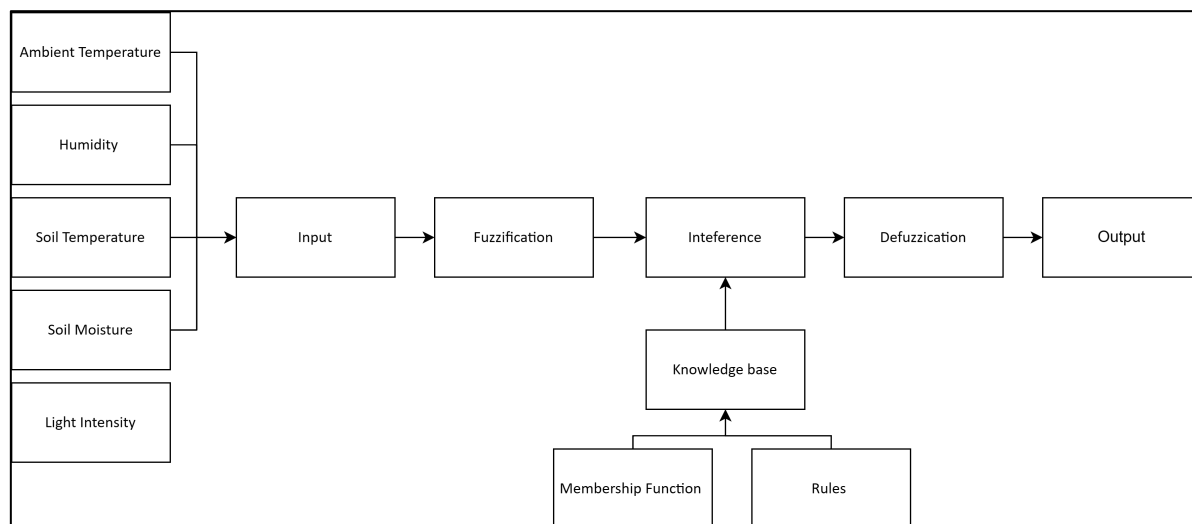 Ambient Temperature
Humidity
Soil Temperature
Input
Fuzzification
Inteference
Defuzzication
Output
Soil Moisture
Knowledge base
Light Intensity
Membership Function
Rules